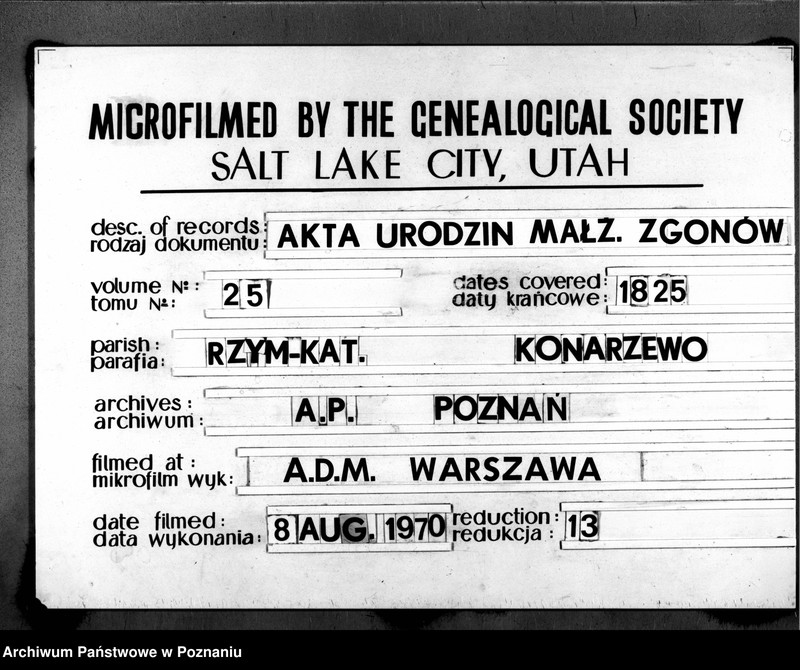 MICROFILMED BY THE GENEALOGICAL SOCIETY
SALT LAKE CITY, UTAH
desc. of records:
rodzaj dokumentu: AKTA URODZIN MAŁŻ. ZGONÓW
volume Nº:
tomu Nº: 25
dates covered:
daty krańcowe: 1825
parish:
parafia: RZYM-KAT. KONARZEWO
archives:
archiwum: A.P. POZNAŃ
filmed at:
mikrofilm wyk: A.D.M. WARSZAWA
date filmed:
data wykonania: 8 AUG. 1970
reduction:
redukcja: 13
Archiwum Państwowe w Poznaniu